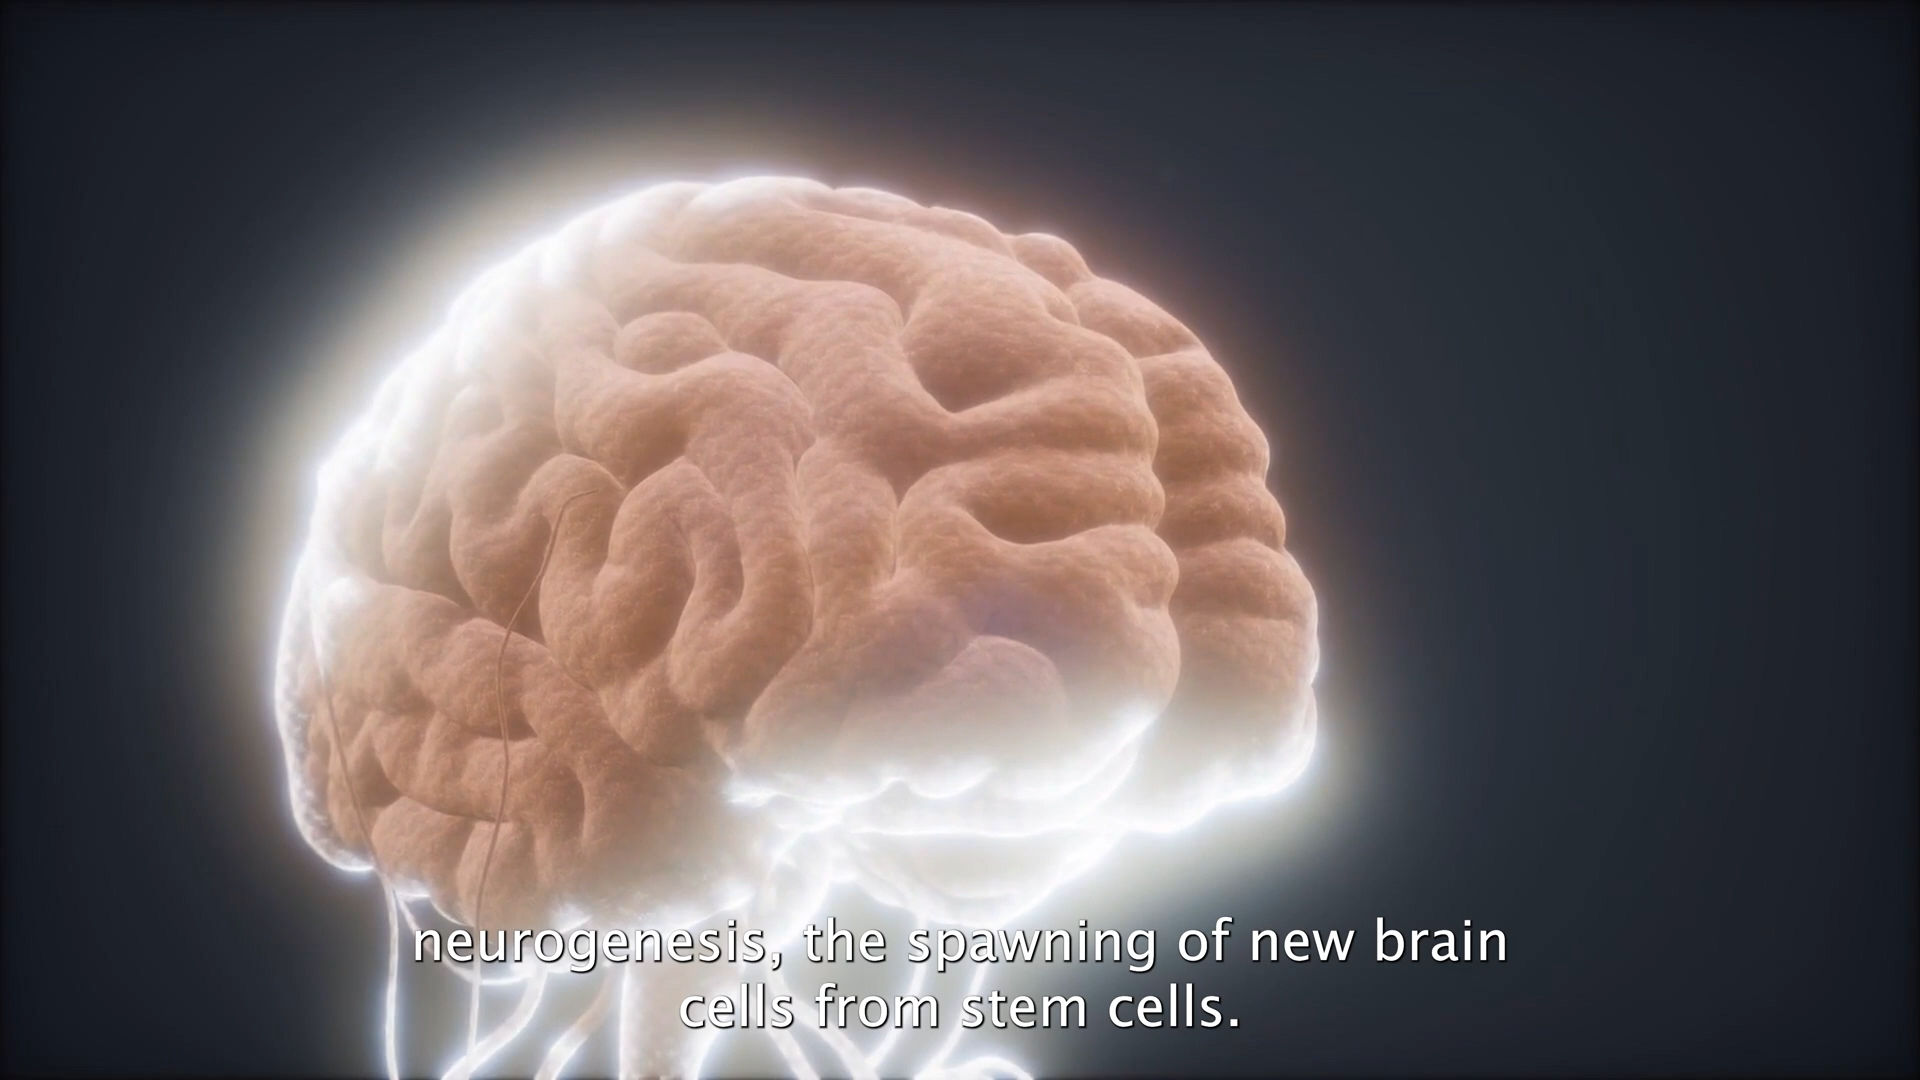 neurogenesis, the spawning of new brain
cells from stem cells.